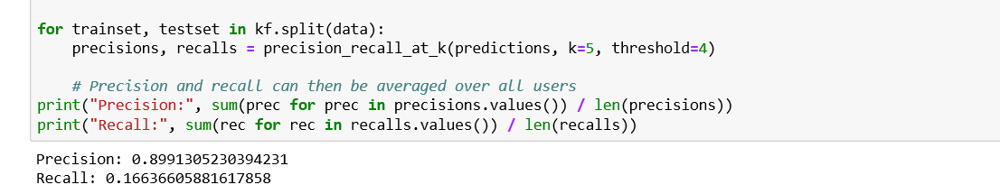 for trainset, testset in kf.split(data):
    precisions, recalls = precision_recall_at_k(predictions, k=5, threshold=4)
    # Precision and recall can then be averaged over all users
print("Precision:", sum(prec for prec in precisions.values()) / len(precisions))
print("Recall:", sum(rec for rec in recalls.values()) / len(recalls))
Precision: 0.8991305230394231
Recall: 0.16636605881617858